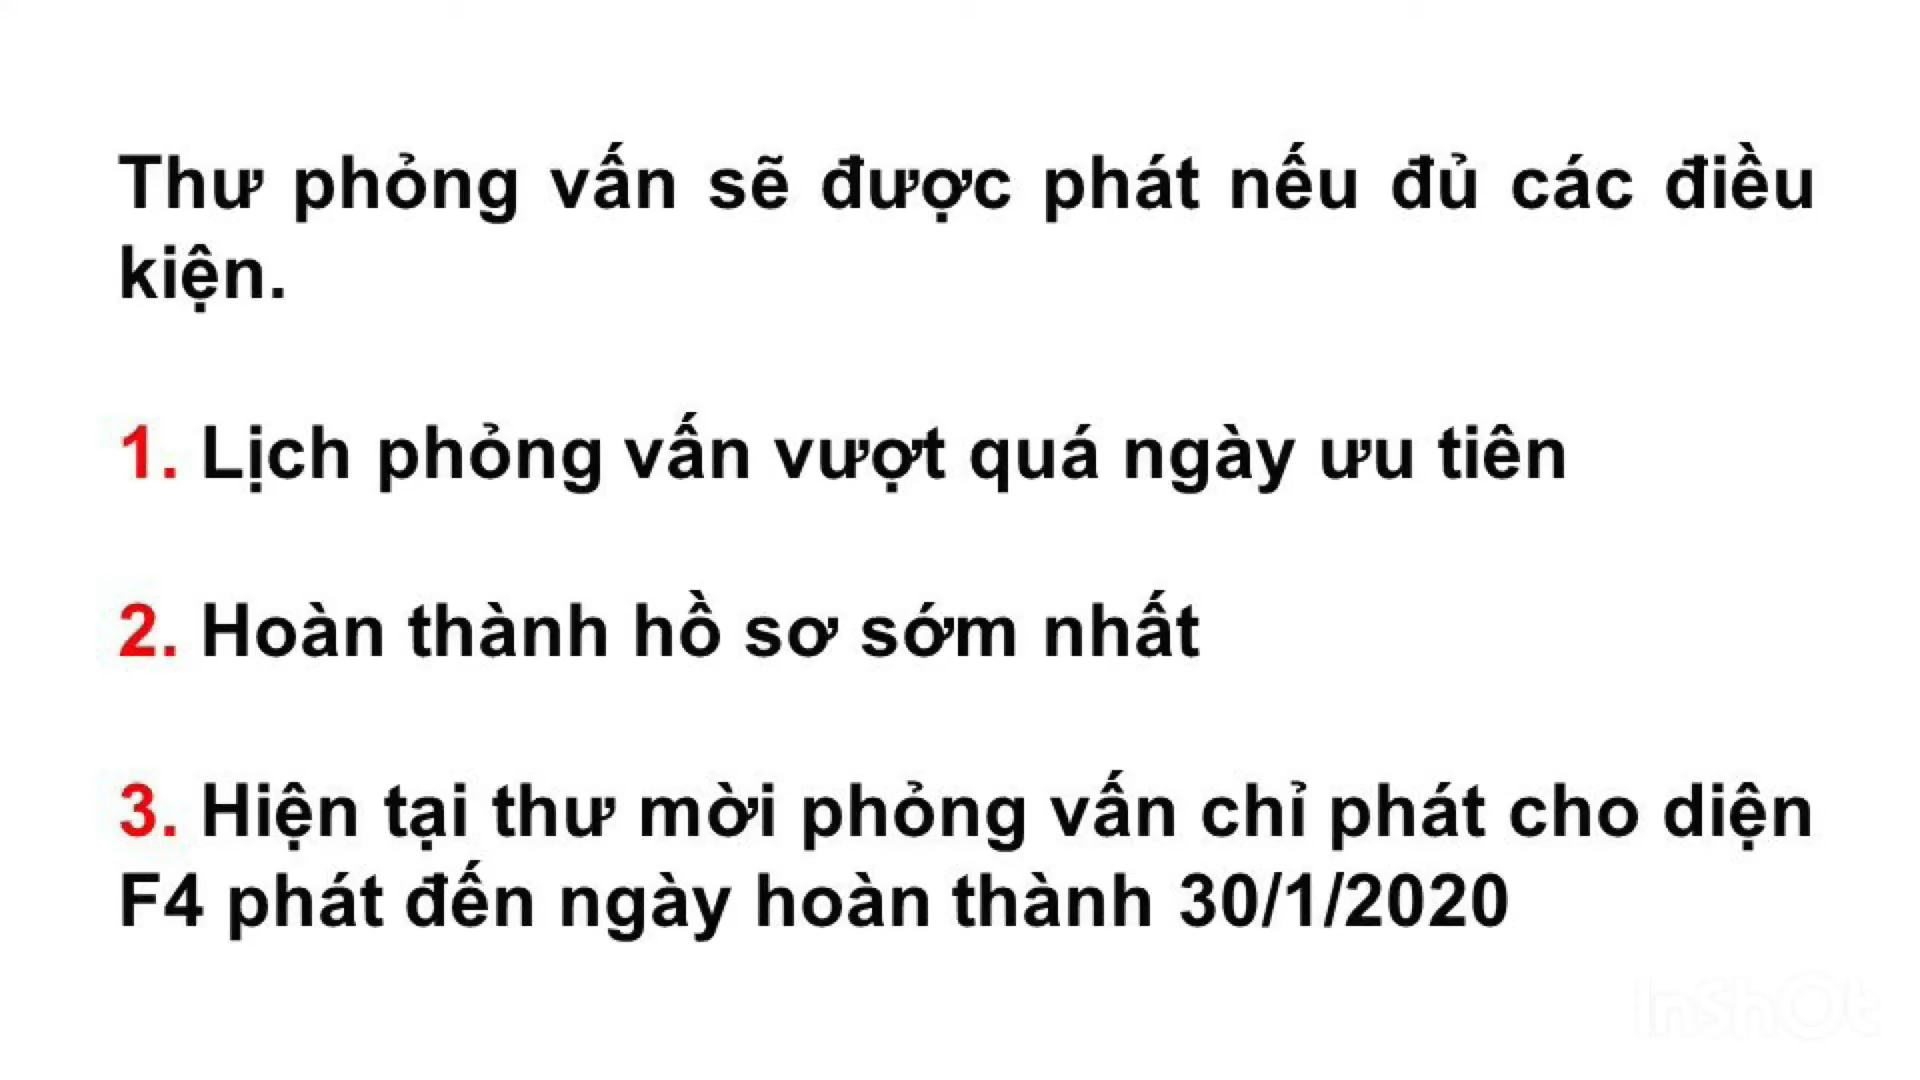 Thư phỏng vấn sẽ được phát nếu đủ các điều
kiện.
1. Lịch phỏng vấn vượt quá ngày ưu tiên
2. Hoàn thành hồ sơ sớm nhất
3. Hiện tại thư mời phỏng vấn chỉ phát cho diện
F4 phát đến ngày hoàn thành 30/1/2020
InShOt